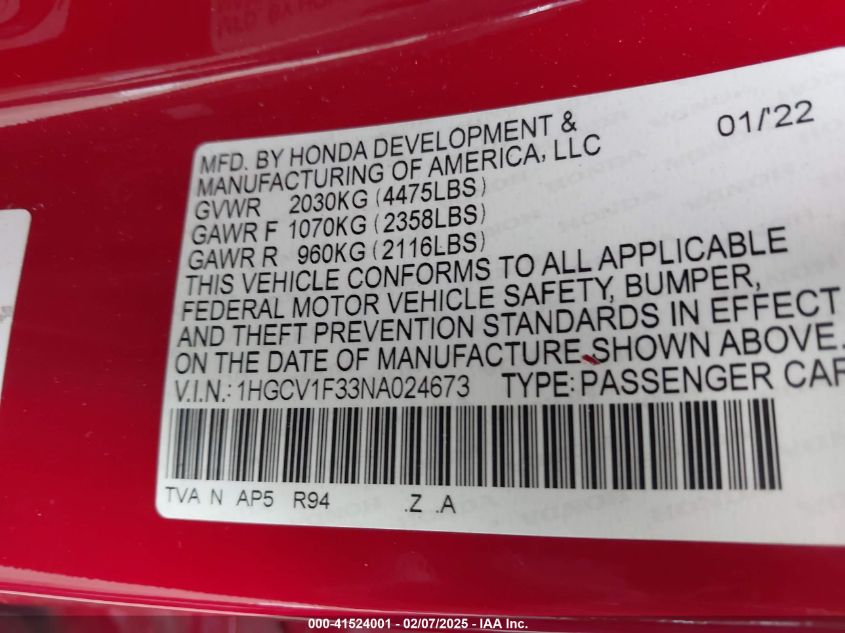 MFD. BY HONDA DEVELOPMENT &
MANUFACTURING OF AMERICA, LLC 01/'22
GVWR 2030KG (4475LBS)
GAWR F 1070KG (2358LBS)
GAWR R 960KG (2116LBS)
THIS VEHICLE CONFORMS TO ALL APPLICABLE
FEDERAL MOTOR VEHICLE SAFETY, BUMPER,
AND THEFT PREVENTION STANDARDS IN EFFECT
ON THE DATE OF MANUFACTURE SHOWN ABOVE.
V.I.N.: 1HGCV1F33NA024673 TYPE: PASSENGER CAR
TVA N AP5 R94 .Z .A
000-41524001 - 02/07/2025 - IAA Inc.